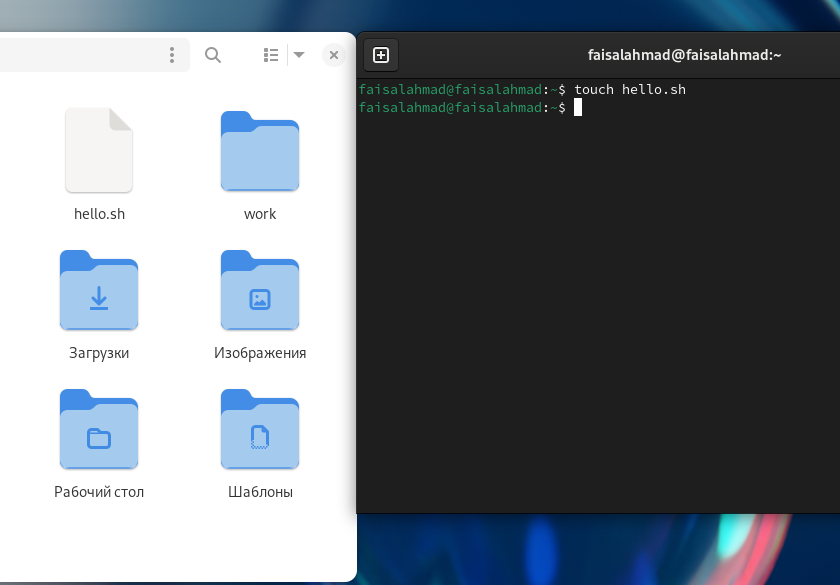 hello.sh
work
Загрузки
Изображения
Рабочий стол
Шаблоны
faisalahmad@faisalahmad:~
faisalahmad@faisalahmad:~$ touch hello.sh
faisalahmad@faisalahmad:~$